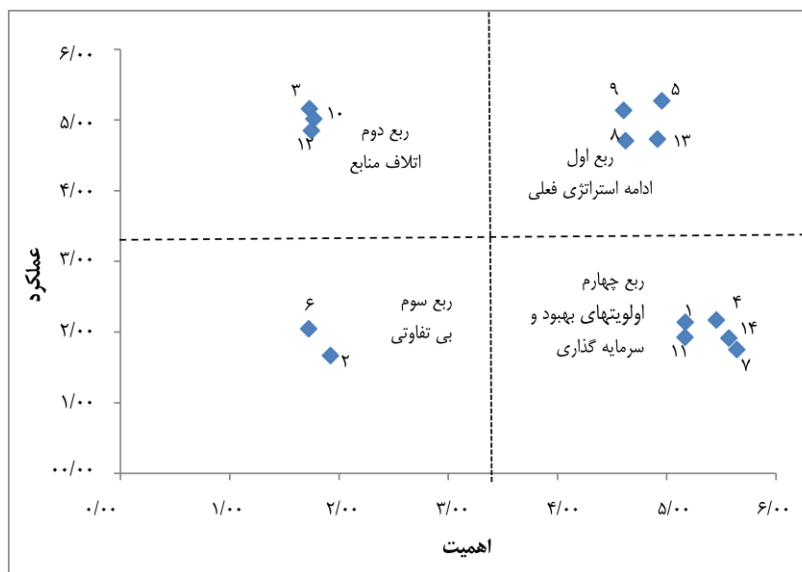 ۶/۰۰
۵/۰۰
۴/۰۰
۳/۰۰
۲/۰۰
۱/۰۰
۰۰/۰۰
عملکرد
۳
۱۰
۱۲
ربع دوم
اتلاف منابع
۹
۵
۸
۱۳
ربع اول
ادامه استراتژی فعلی
۶
۲
ربع سوم
بی تفاوتی
ربع چهارم
اولویتهای بهبود و
سرمایه گذاری
۱
۴
۱۱
۱۴
۷
۰/۰۰
۱/۰۰
۲/۰۰
۳/۰۰
۴/۰۰
۵/۰۰
۶/۰۰
اهمیت